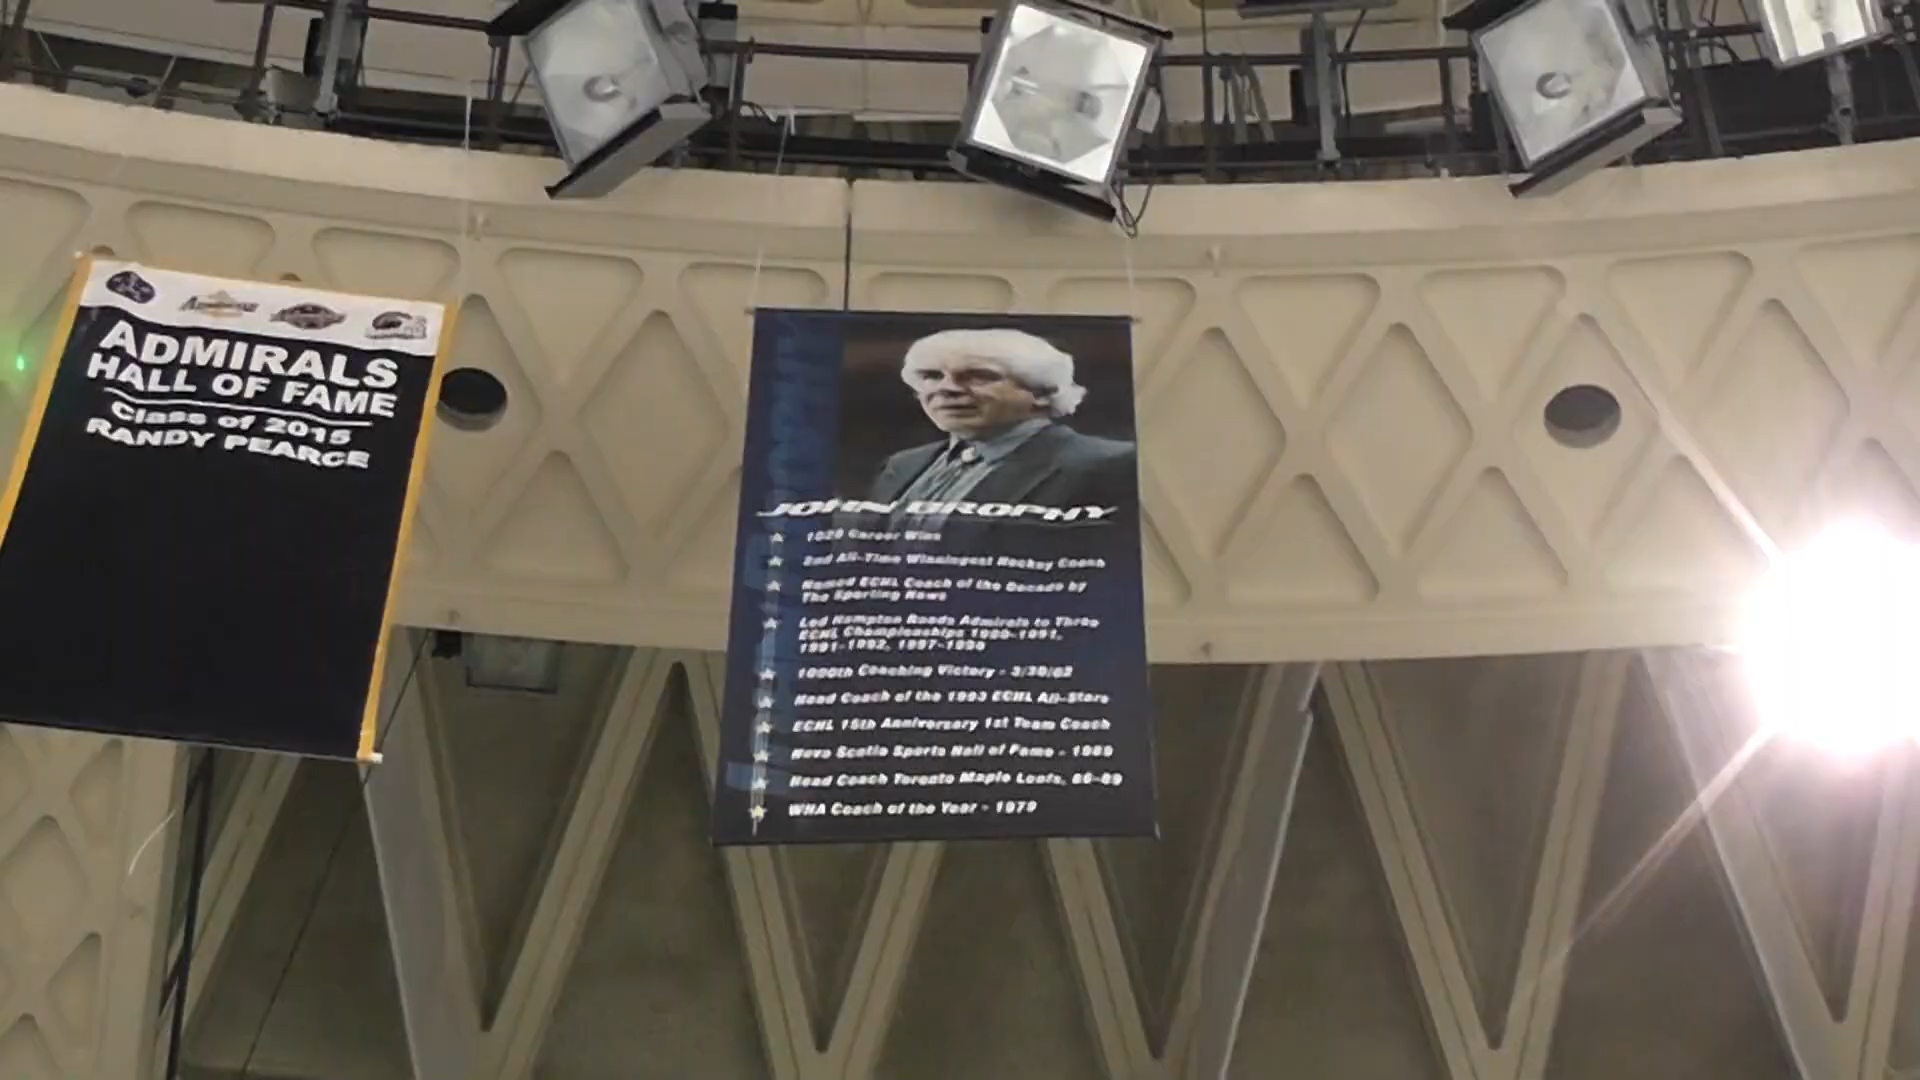 ADMIRALS
HALL OF FAME
Class of 2015
RANDY PEARCE
JOHN BROPHY
1029 Career Wins
2nd All-Time Winningest Hockey Coach
Named ECHL Coach of the Decade by
The Sporting News
Led Hampton Roads Admirals to Three
ECHL Championships 1990-1991,
1991-1992, 1997-1998
1000th Coaching Victory -
Head Coach of the 1993 ECHL All-Stars
ECHL 15th Anniversary 1st Team Coach
Nova Scotia Sports Hall of Fame - 1989
Head Coach Toronto Maple Leafs, 86-89
WHA Coach of the Year - 1979